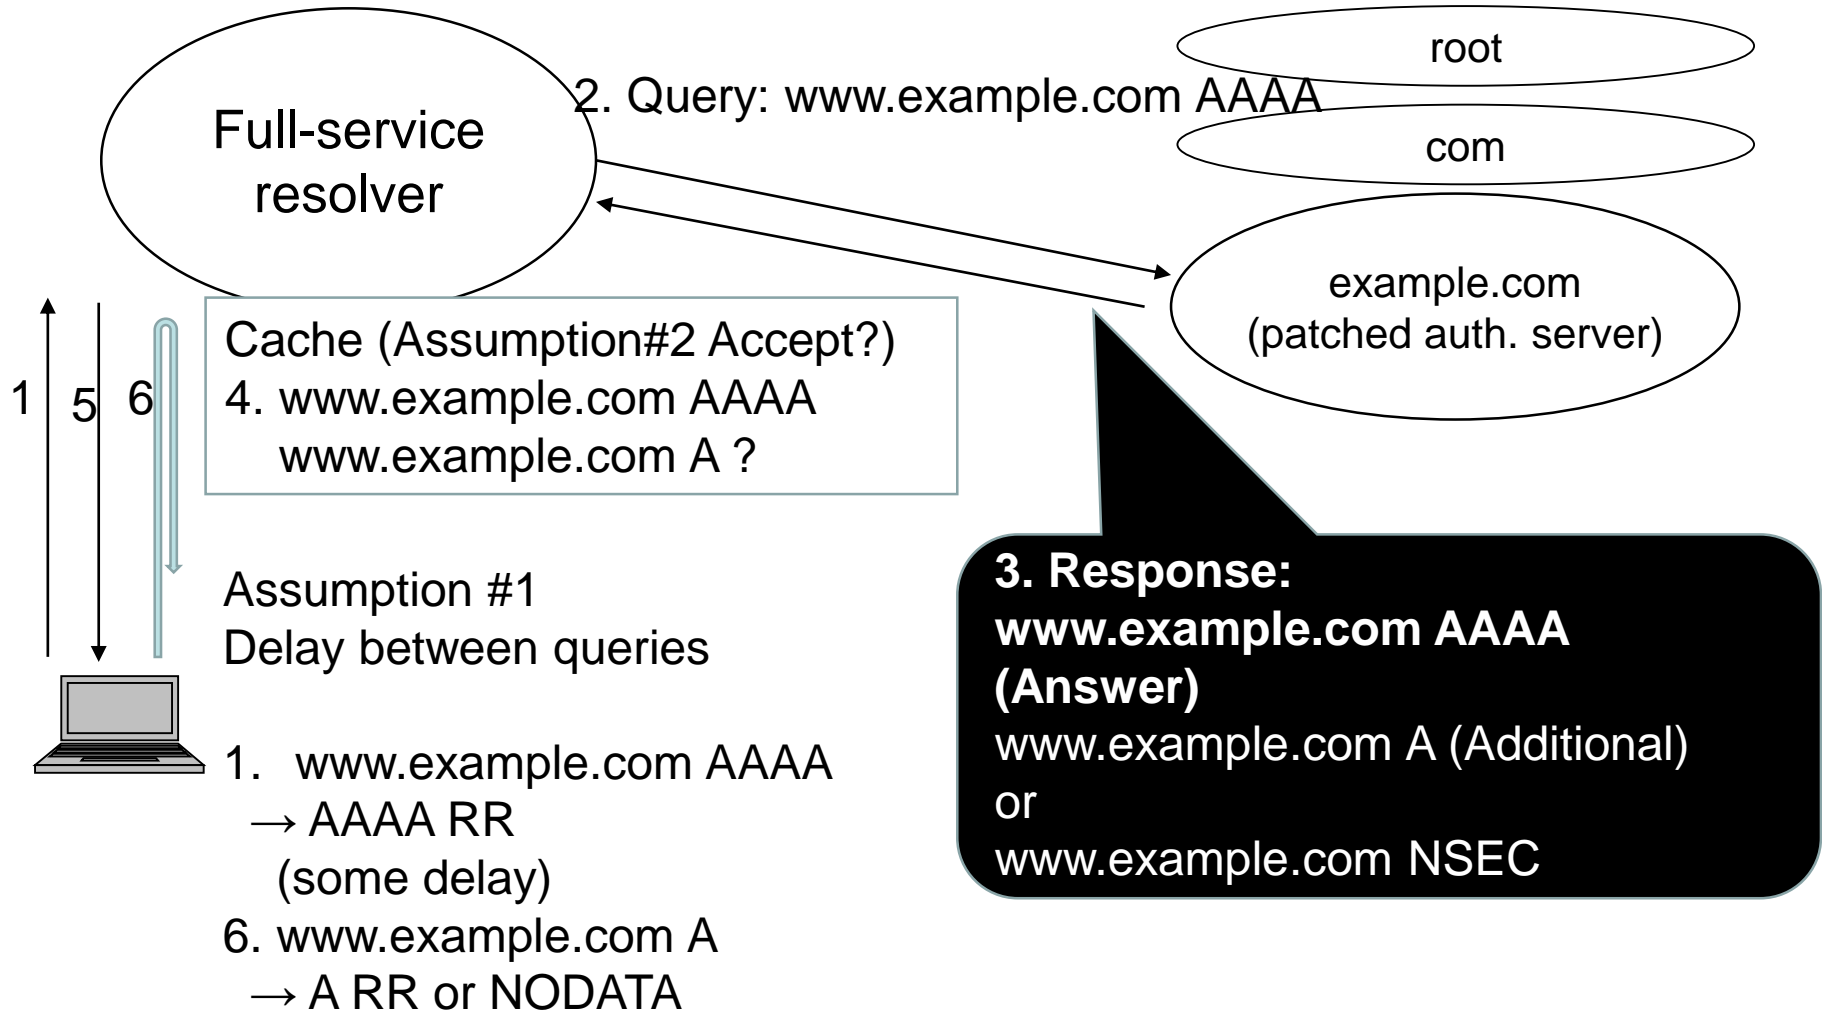 root
2. Query: www.example.com AAAA
Full-service
resolver
com
example.com
(patched auth. server)
Cache (Assumption#2 Accept?)
4. www.example.com AAAA
www.example.com A ?
1
5
6
Assumption #1
Delay between queries
1. www.example.com AAAA
→ AAAA RR
(some delay)
6. www.example.com A
→ A RR or NODATA
3. Response:
www.example.com AAAA
(Answer)
www.example.com A (Additional)
or
www.example.com NSEC